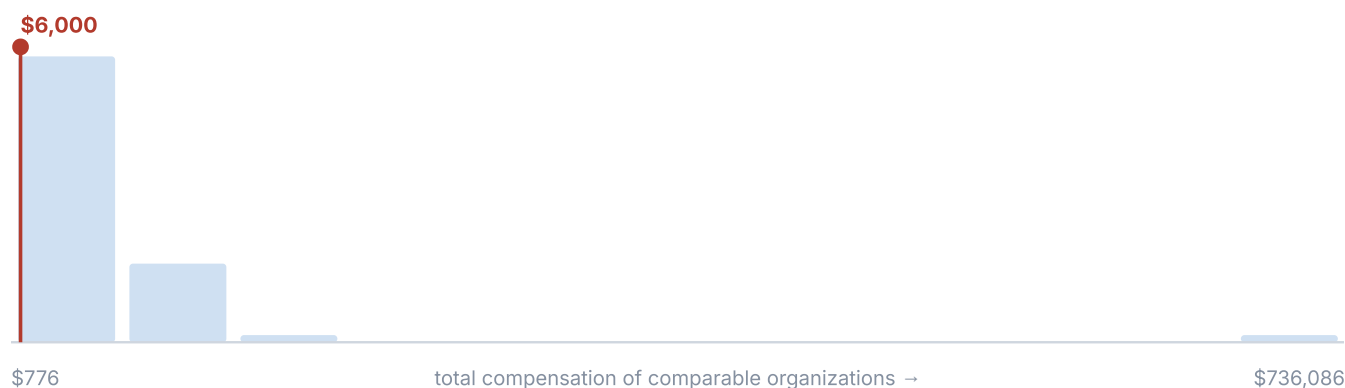 $6,000
$776 total compensation of comparable organizations → $736,086